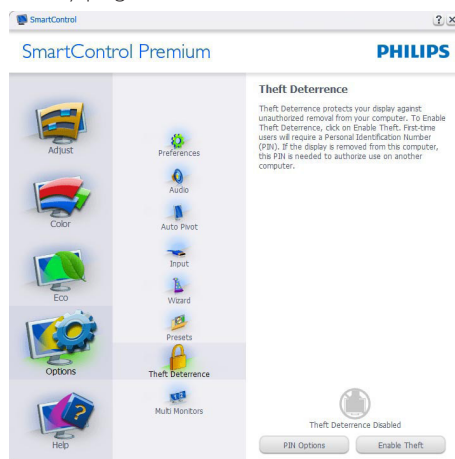 SmartControl
SmartControl Premium
PHILIPS
Adjust
Color
Eco
Options
Help
Preferences
Audio
Auto Pivot
Input
Wizard
Presets
Theft Deterrence
Multi Monitors
Theft Deterrence
Theft Deterrence protects your display against
unauthorized removal from your computer. To Enable
Theft Deterrence, click on Enable Theft. First-time
users will require a Personal Identification Number
(PIN). If the display is removed from this computer,
this PIN is needed to authorize use on another
computer.
Theft Deterrence Disabled
PIN Options
Enable Theft